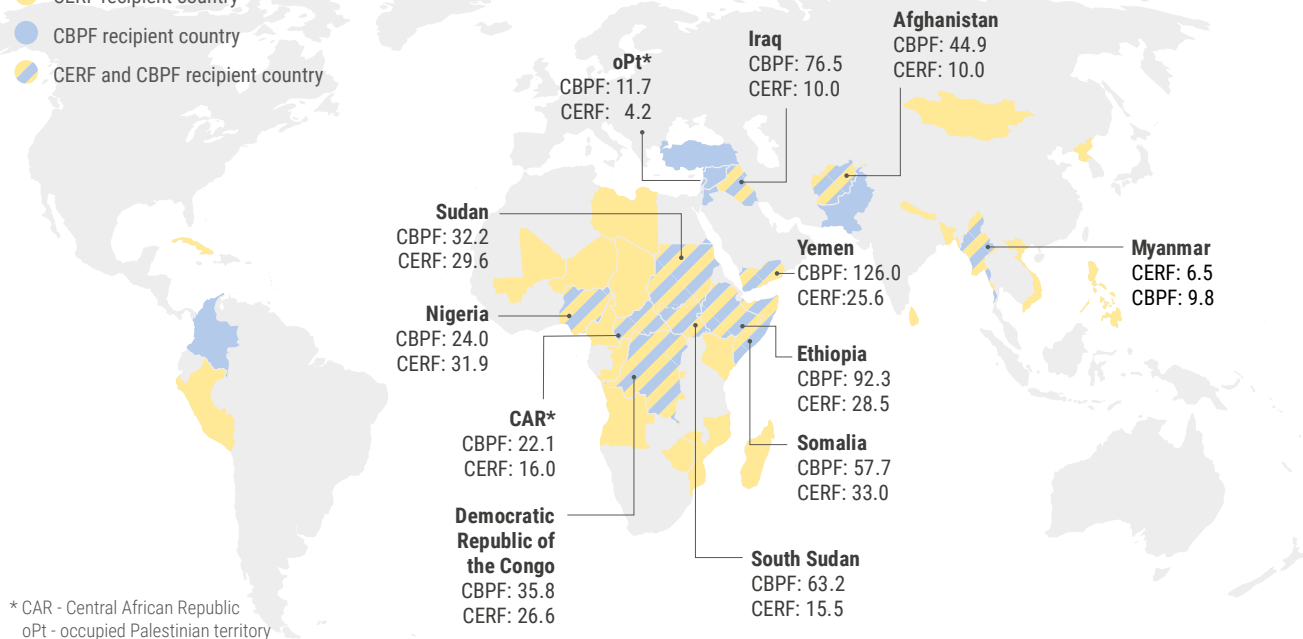 CERF recipient country
CBPF recipient country
CERF and CBPF recipient country
oPt*
CBPF: 11.7
CERF: 4.2
Iraq
CBPF: 76.5
CERF: 10.0
Afghanistan
CBPF: 44.9
CERF: 10.0
Sudan
CBPF: 32.2
CERF: 29.6
Nigeria
CBPF: 24.0
CERF: 31.9
CAR*
CBPF: 22.1
CERF: 16.0
Democratic
Republic of
the Congo
CBPF: 35.8
CERF: 26.6
Yemen
CBPF: 126.0
CERF:25.6
Myanmar
CERF: 6.5
CBPF: 9.8
Ethiopia
CBPF: 92.3
CERF: 28.5
Somalia
CBPF: 57.7
CERF: 33.0
South Sudan
CBPF: 63.2
CERF: 15.5
* CAR - Central African Republic
oPt - occupied Palestinian territory